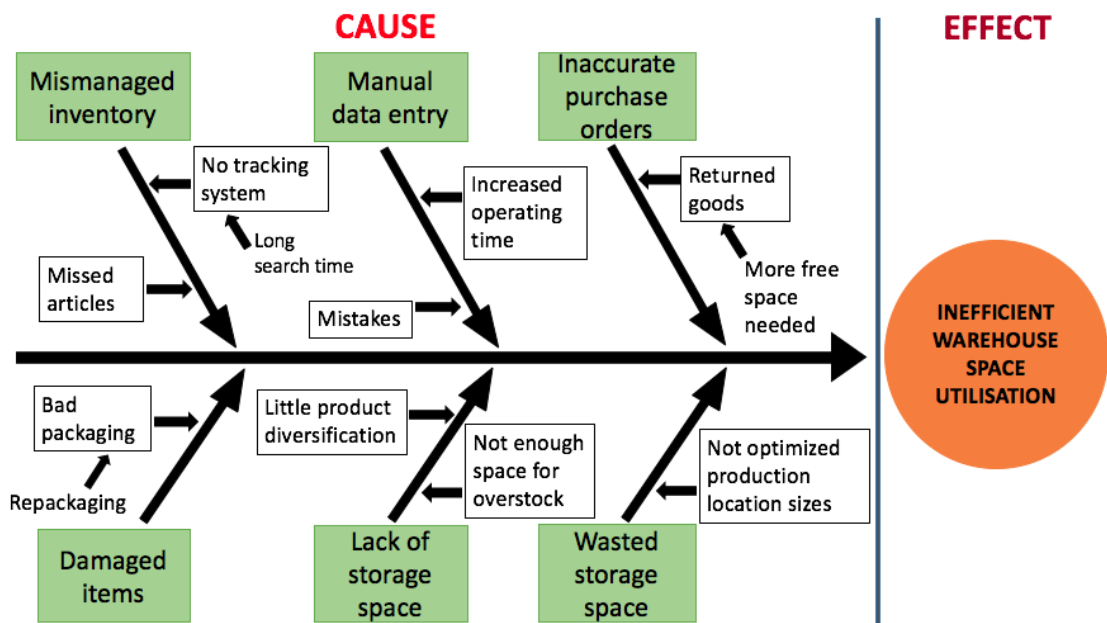 CAUSE
EFFECT
Mismanaged
inventory
Manual
data entry
Inaccurate
purchase
orders
No tracking
system
Long
search time
Missed
articles
Increased
operating
time
Mistakes
Returned
goods
More free
space
needed
INEFFICIENT
WAREHOUSE
SPACE
UTILISATION
Bad
packaging
Repackaging
Little product
diversification
Not enough
space for
overstock
Not optimized
production
location sizes
Damaged
items
Lack of
storage
space
Wasted
storage
space